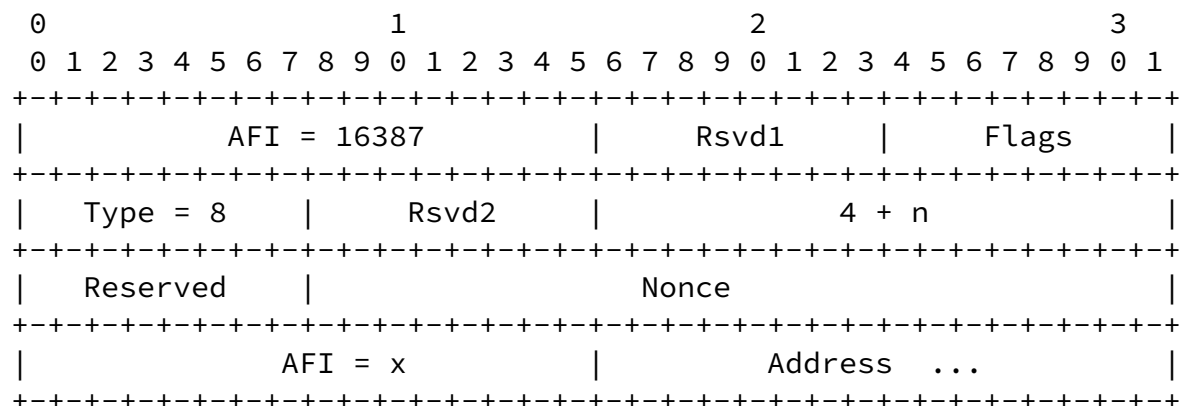 0                   1                   2                   3
 0 1 2 3 4 5 6 7 8 9 0 1 2 3 4 5 6 7 8 9 0 1 2 3 4 5 6 7 8 9 0 1
+-+-+-+-+-+-+-+-+-+-+-+-+-+-+-+-+-+-+-+-+-+-+-+-+-+-+-+-+-+-+-+-+
|           AFI = 16387         |     Rsvd1     |     Flags     |
+-+-+-+-+-+-+-+-+-+-+-+-+-+-+-+-+-+-+-+-+-+-+-+-+-+-+-+-+-+-+-+-+
|   Type = 8    |     Rsvd2     |             4 + n             |
+-+-+-+-+-+-+-+-+-+-+-+-+-+-+-+-+-+-+-+-+-+-+-+-+-+-+-+-+-+-+-+-+
|   Reserved    |                  Nonce                        |
+-+-+-+-+-+-+-+-+-+-+-+-+-+-+-+-+-+-+-+-+-+-+-+-+-+-+-+-+-+-+-+-+
|              AFI = x          |         Address  ...          |
+-+-+-+-+-+-+-+-+-+-+-+-+-+-+-+-+-+-+-+-+-+-+-+-+-+-+-+-+-+-+-+-+